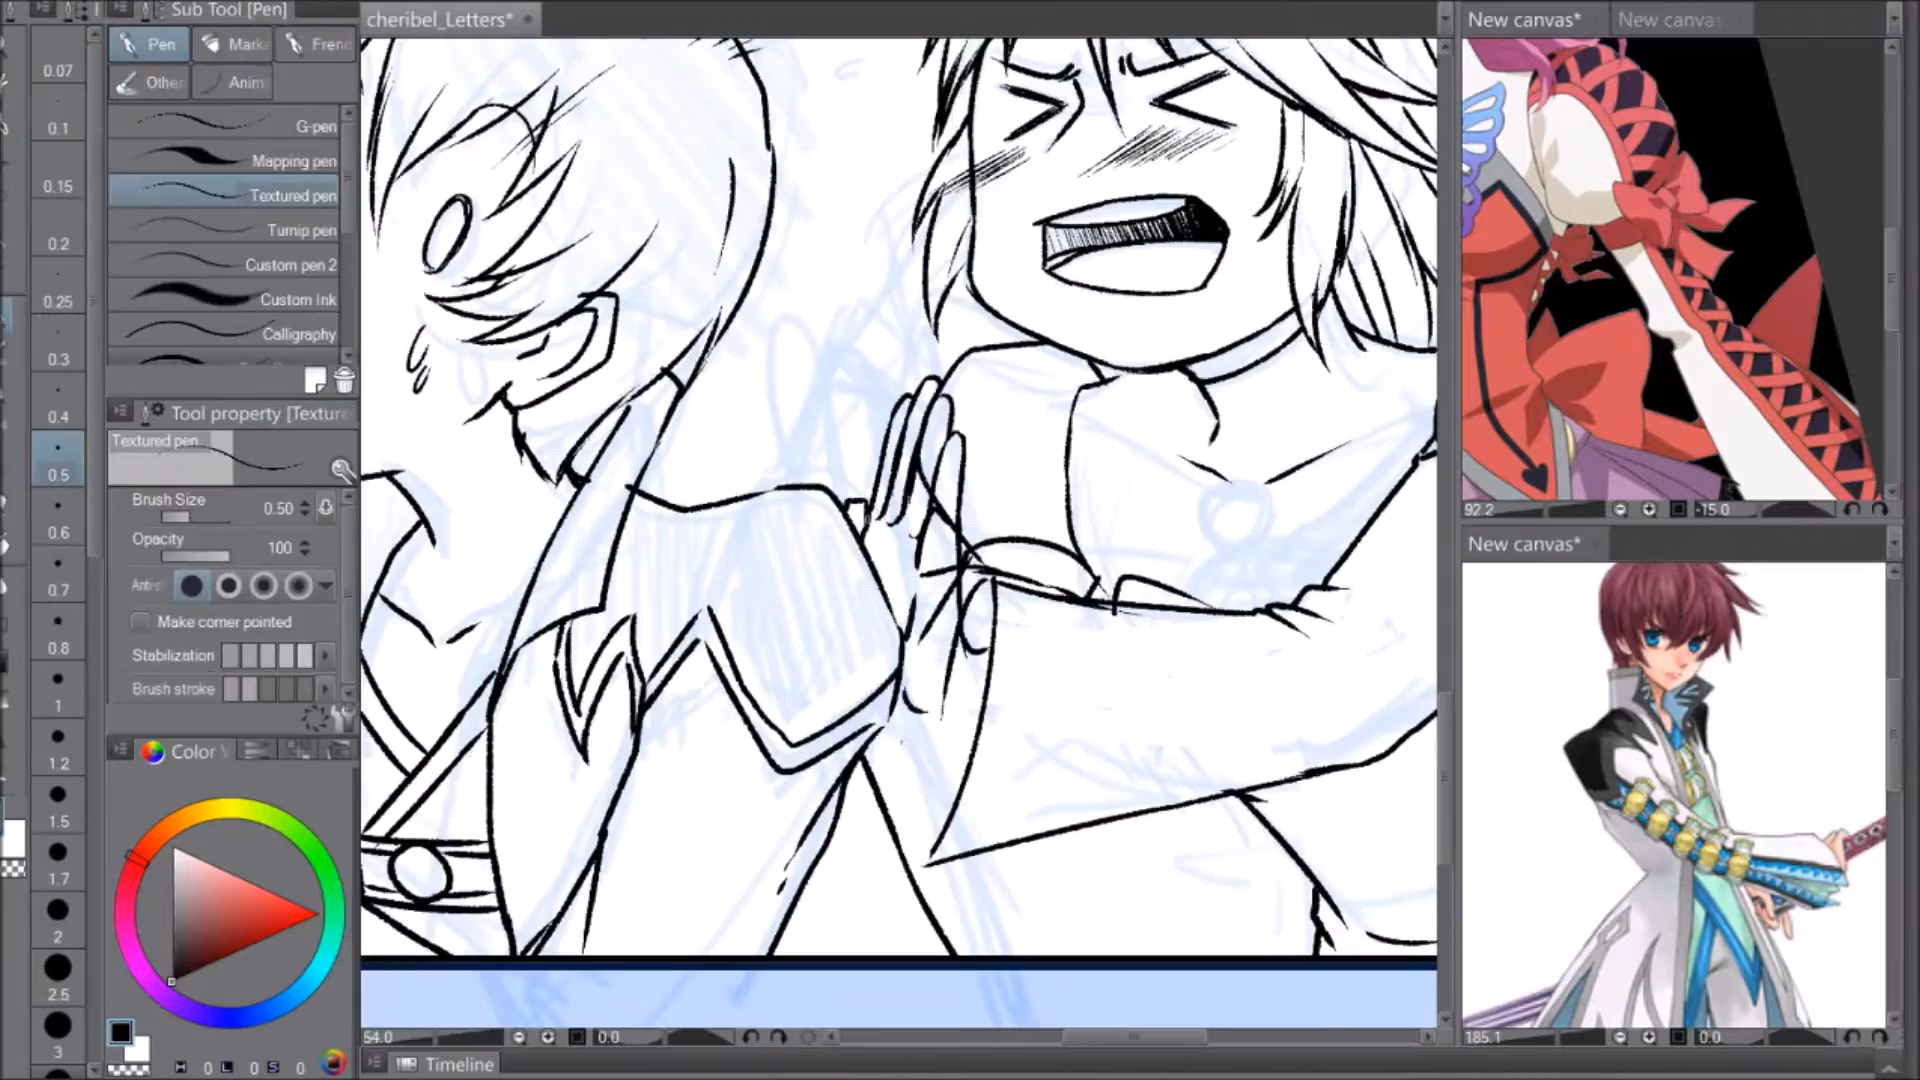 Sub Tool [Pen]
Pen
Marke
Frenc
Other
Anim
G-pen
Mapping pen
Textured pen
Turnip pen
Custom pen 2
Custom Ink
Calligraphy
0.07
0.1
0.15
0.2
0.25
0.3
0.4
0.5
0.6
0.7
0.8
1
1.2
1.5
1.7
2
2.5
3
Tool property [Texture
Textured pen
Brush Size
0.50
Opacity
100
Make corner pointed
Stabilization
Brush stroke
Color
H 0 L 0 S 0
cheribel_Letters*
54.0
0.0
Timeline
New canvas*
New canvas
92.2
-15.0
New canvas*
185.1
0.0